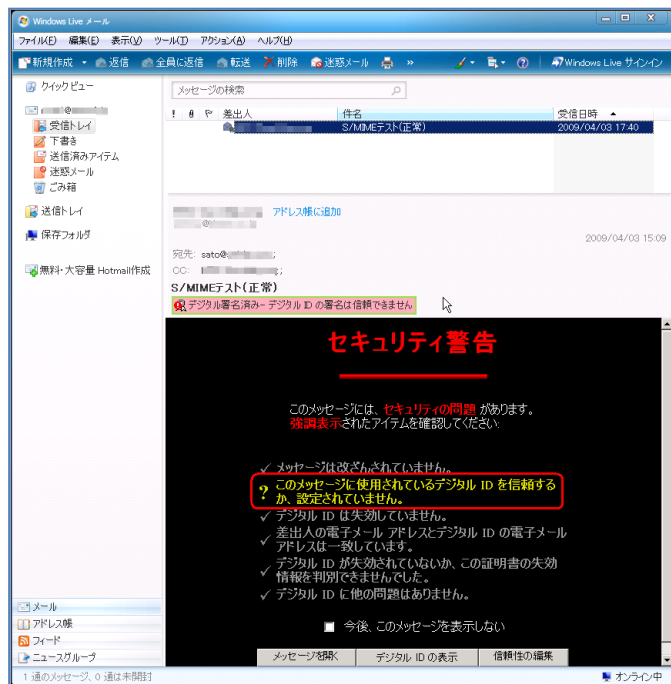 Windows Live メール
ファイル(F) 編集(E) 表示(V) ツール(T) アクション(A) ヘルプ(H)
新規作成 返信 全員に返信 転送 削除 迷惑メール » Windows Live サインイン
クイック ビュー
メッセージの検索
! 差出人 件名 受信日時
S/MIMEテスト(正常) 2009/04/03 17:40
受信トレイ
下書き
送信済みアイテム
迷惑メール
ごみ箱
送信トレイ
保存フォルダ
無料・大容量 Hotmail作成
アドレス帳に追加
2009/04/03 15:09
宛先: sato@
CC:
S/MIMEテスト(正常)
デジタル署名済み- デジタル ID の署名は信頼できません
セキュリティ警告
このメッセージには、セキュリティの問題 があります。
強調表示されたアイテムを確認してください:
✓ メッセージは改ざんされていません。
? このメッセージに使用されているデジタル ID を信頼する
か、設定されていません。
✓ デジタル ID は失効していません。
✓ 差出人の電子メール アドレスとデジタル ID の電子メール
アドレスは一致しています。
✓ デジタル ID が失効されていないか、この証明書の失効
情報を判別できませんでした。
✓ デジタル ID に他の問題はありません。
今後、このメッセージを表示しない
メッセージを開く デジタル ID の表示 信頼性の編集
メール
アドレス帳
フィード
ニュースグループ
1 通のメッセージ、0 通は未開封 オンライン中